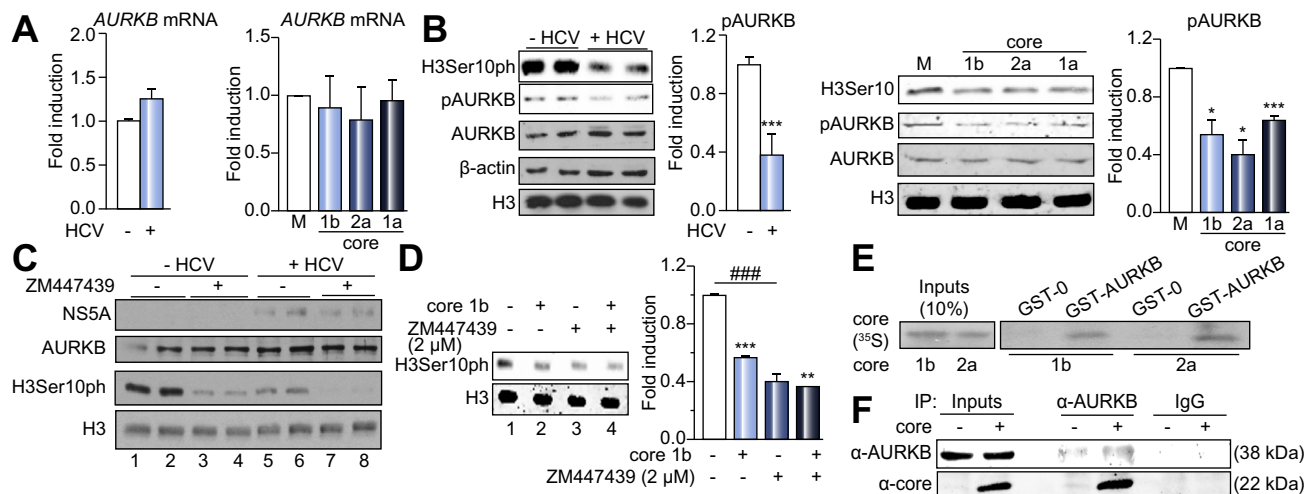 A
AURKB mRNA
Fold induction
2.0
1.5
1.0
0.5
0.0
- +
HCV
AURKB mRNA
Fold induction
1.5
1.0
0.5
0.0
M 1b 2a 1a
core
B
- HCV + HCV
H3Ser10ph
pAURKB
AURKB
β-actin
H3
pAURKB
Fold induction
1.2
0.8
0.4
0.0
***
HCV - +
core
M 1b 2a 1a
H3Ser10
pAURKB
AURKB
H3
pAURKB
Fold induction
1.2
0.8
0.4
0.0
* * ***
M 1b 2a 1a
core
C
- HCV + HCV
ZM447439 - + - +
NS5A
AURKB
H3Ser10ph
H3
1 2 3 4 5 6 7 8
D
core 1b - + - +
ZM447439 - - + +
(2 µM)
H3Ser10ph
H3
1 2 3 4
Fold induction
1.2
0.8
0.4
0.0
###
*** **
core 1b - + - +
ZM447439 (2 µM) - - + +
E
Inputs
(10%)
GST-0 GST-AURKB GST-0 GST-AURKB
core
(35S)
core 1b 2a 1b 2a
F
IP: Inputs α-AURKB IgG
core - + - + - +
α-AURKB (38 kDa)
α-core (22 kDa)